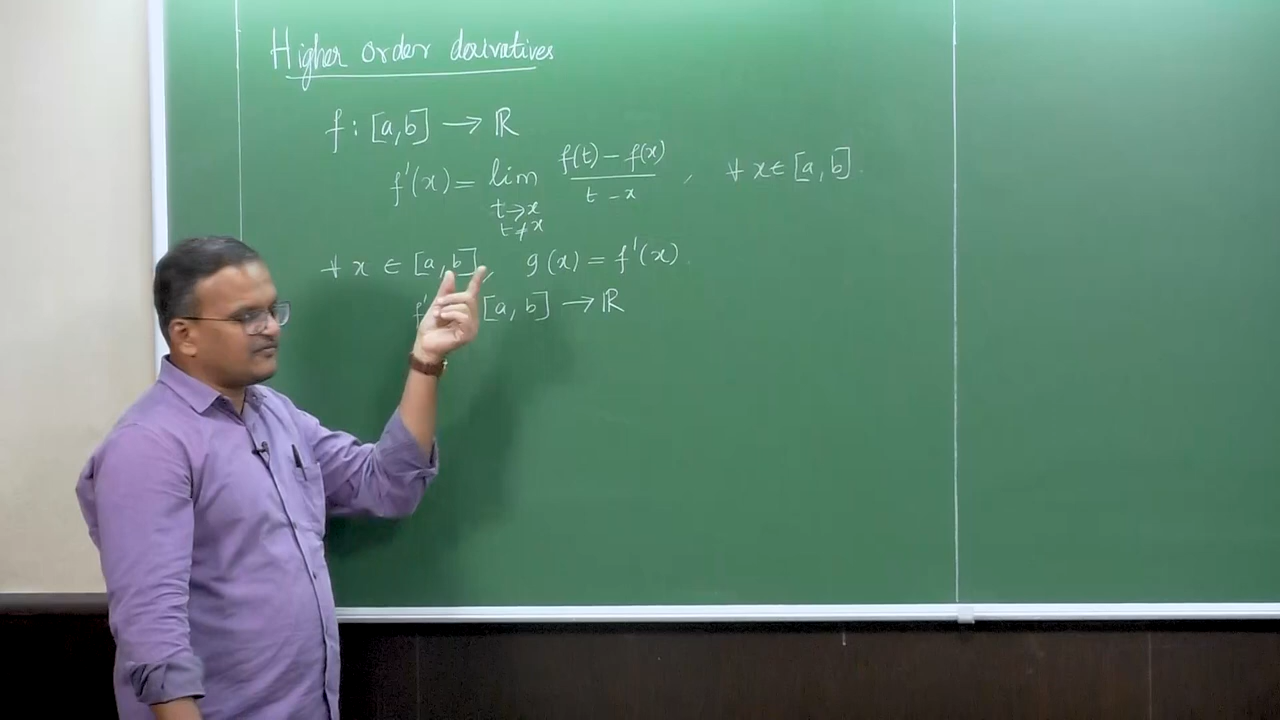 Higher order derivatives
f : [a,b] → ℝ
f'(x) = lim t→x t≠x f(t) – f(x) / t – x , ∀ x ∈ [a, b].
∀ x ∈ [a, b], g(x) = f'(x).
f' [a, b] → ℝ